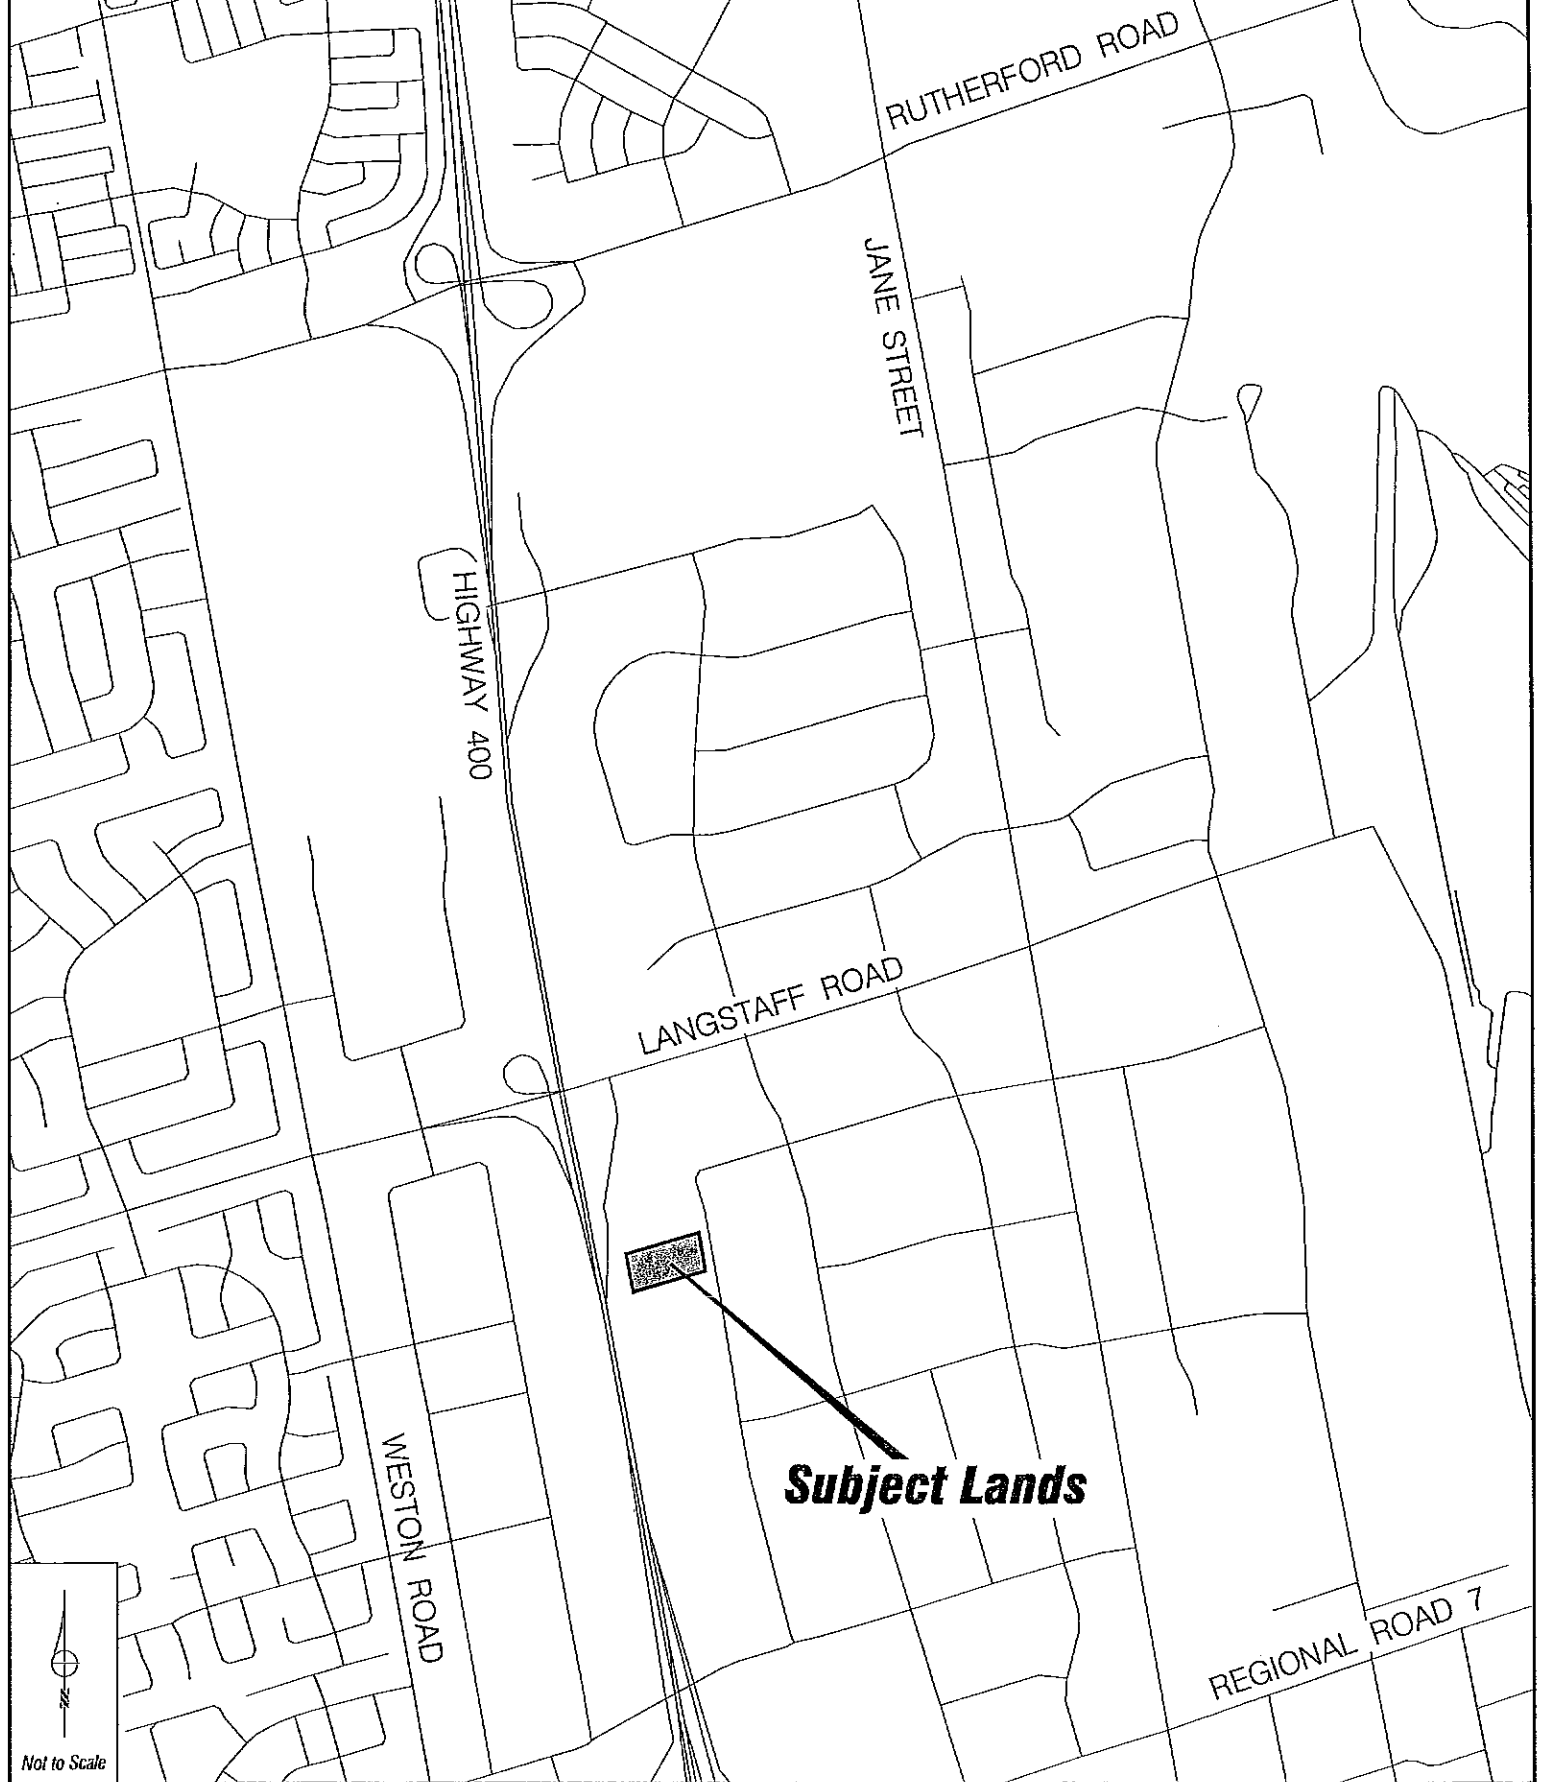 RUTHERFORD ROAD
JANE STREET
HIGHWAY 400
LANGSTAFF ROAD
Subject Lands
WESTON ROAD
REGIONAL ROAD 7
N
Not to Scale